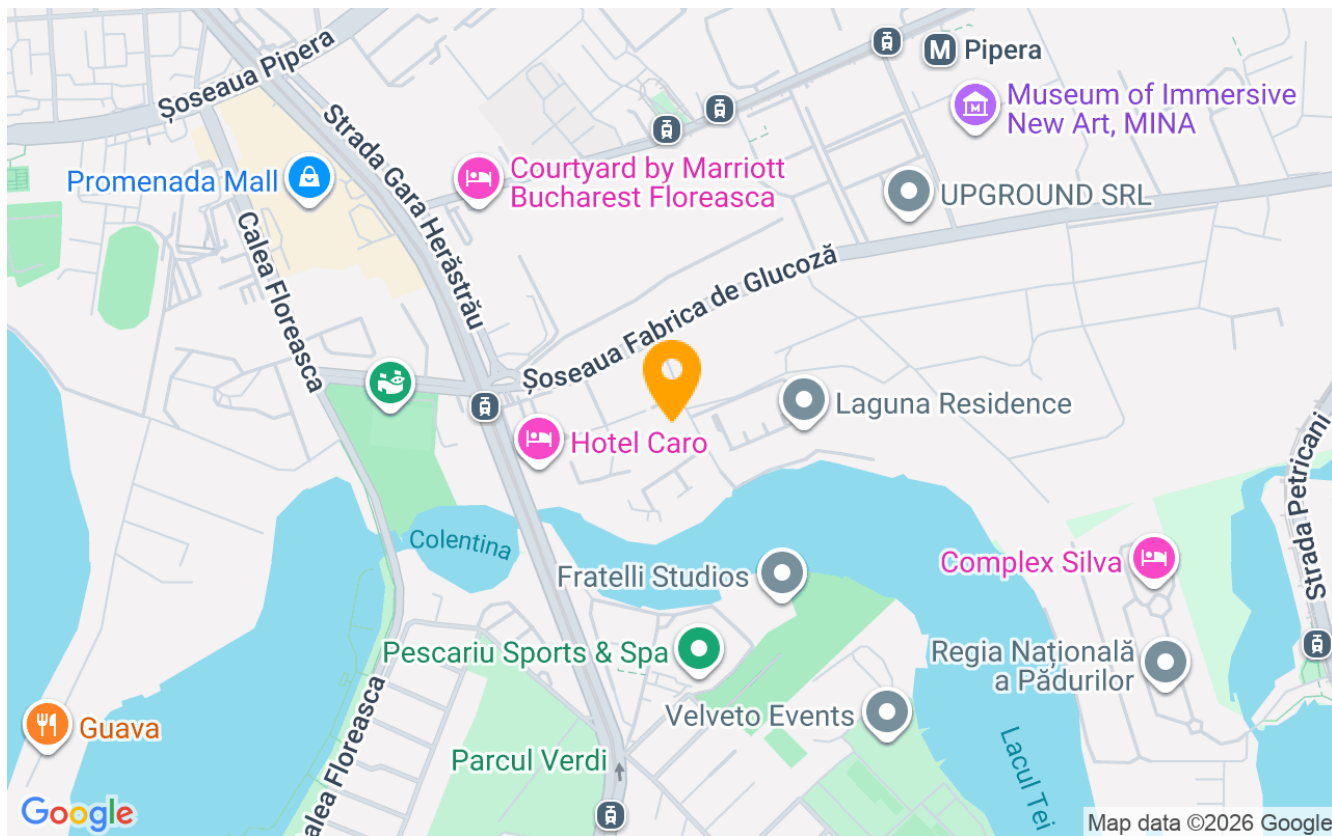 Șoseaua Pipera
Pipera
Museum of Immersive
New Art, MINA
Strada Gara Herăstrău
Promenada Mall
Courtyard by Marriott
Bucharest Floreasca
UPGROUND SRL
Calea Floreasca
Șoseaua Fabrica de Glucoză
Laguna Residence
Hotel Caro
Strada Petricani
Colentina
Fratelli Studios
Complex Silva
Pescariu Sports & Spa
Regia Națională
a Pădurilor
Velveto Events
Guava
Calea Floreasca
Parcul Verdi
Lacul Tei
Google
Map data ©2026 Google